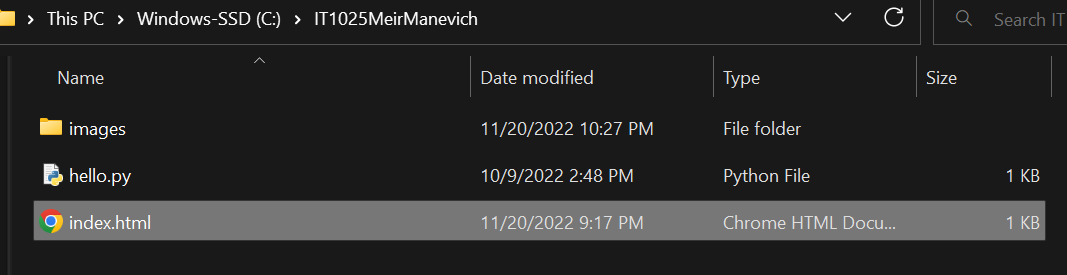 This PC > Windows-SSD (C:) > IT1025MeirManevich
Search IT
Name Date modified Type Size
images 11/20/2022 10:27 PM File folder
hello.py 10/9/2022 2:48 PM Python File 1 KB
index.html 11/20/2022 9:17 PM Chrome HTML Docu... 1 KB